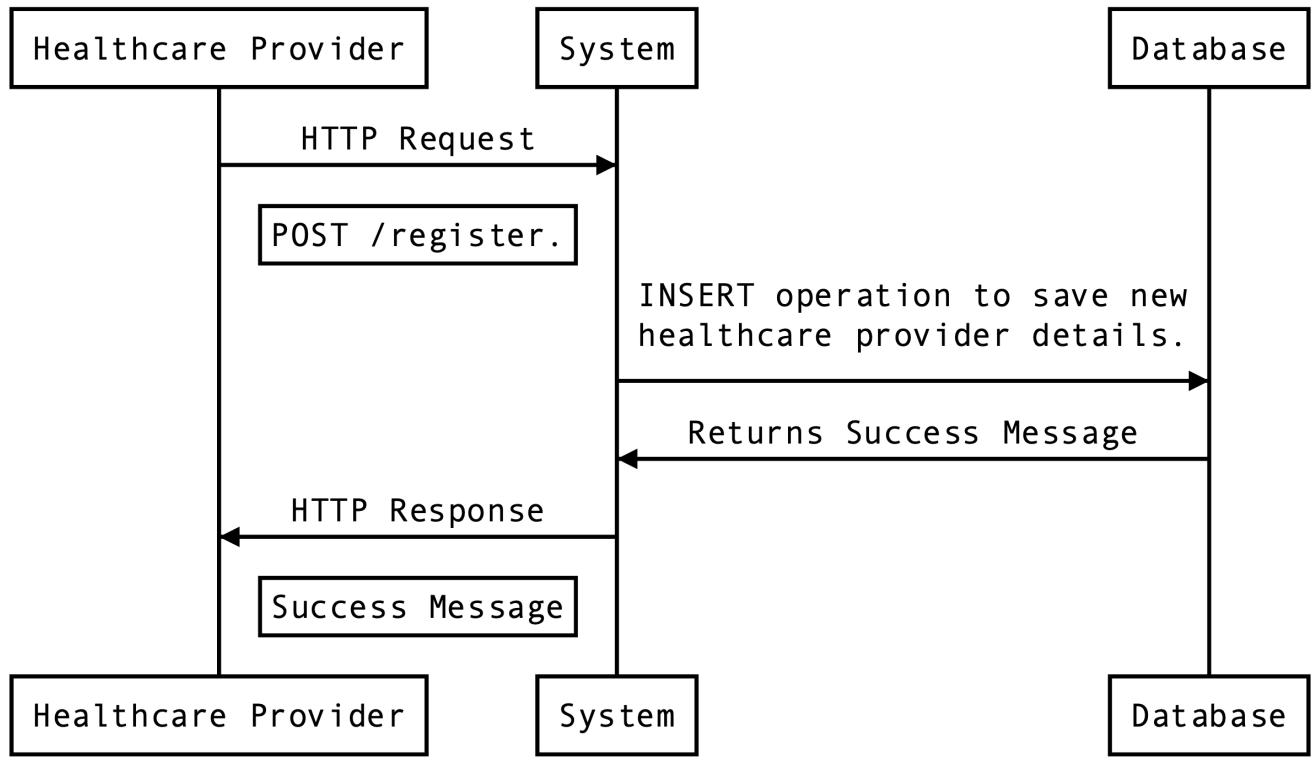 Healthcare Provider
System
Database
HTTP Request
POST /register.
INSERT operation to save new
healthcare provider details.
Returns Success Message
HTTP Response
Success Message
Healthcare Provider
System
Database